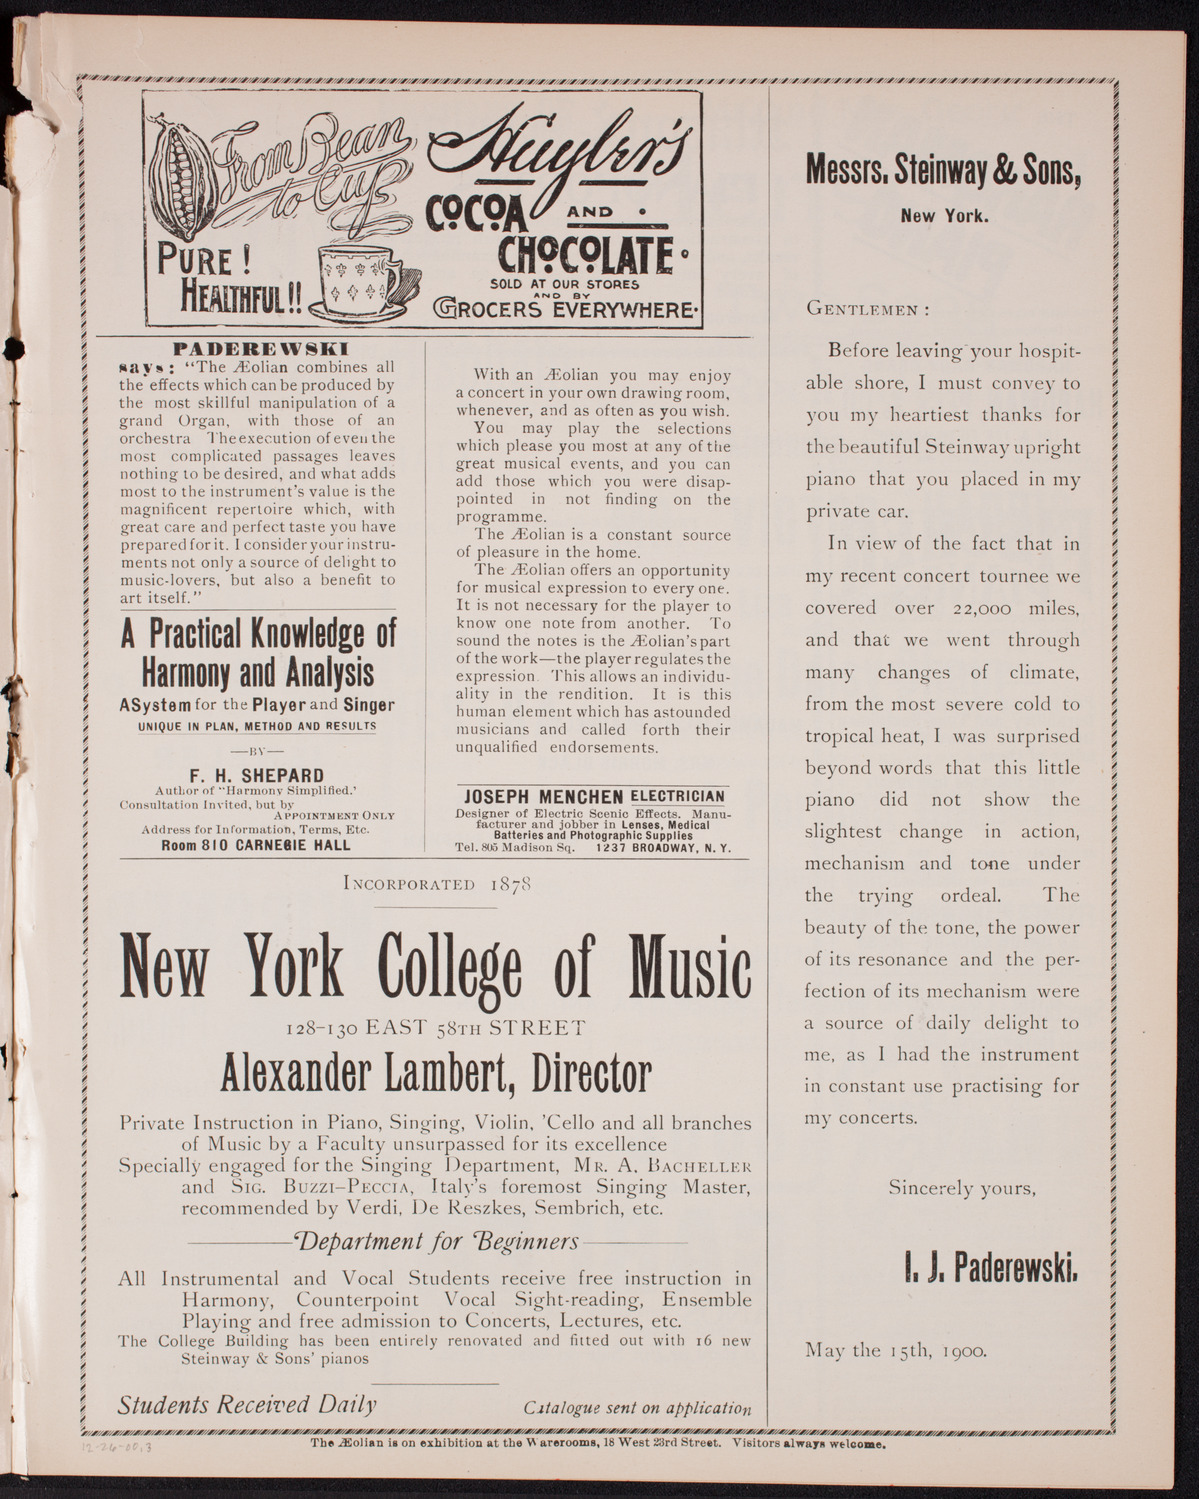 From Bean
to Cup
PURE!
HEALTHFUL!!
Huyler's
COCOA AND
CHOCOLATE
SOLD AT OUR STORES
AND BY
GROCERS EVERYWHERE.
PADEREWSKI
says: "The Æolian combines all
the effects which can be produced by
the most skillful manipulation of a
grand Organ, with those of an
orchestra The execution of even the
most complicated passages leaves
nothing to be desired, and what adds
most to the instrument's value is the
magnificent repertoire which, with
great care and perfect taste you have
prepared for it. I consider your instru-
ments not only a source of delight to
music-lovers, but also a benefit to
art itself."
A Practical Knowledge of
Harmony and Analysis
A System for the Player and Singer
UNIQUE IN PLAN, METHOD AND RESULTS
—BY—
F. H. SHEPARD
Author of "Harmony Simplified.'
Consultation Invited, but by
APPOINTMENT ONLY
Address for Information, Terms, Etc.
Room 810 CARNEGIE HALL
With an Æolian you may enjoy
a concert in your own drawing room,
whenever, and as often as you wish.
You may play the selections
which please you most at any of the
great musical events, and you can
add those which you were disap-
pointed in not finding on the
programme.
The Æolian is a constant source
of pleasure in the home.
The Æolian offers an opportunity
for musical expression to every one.
It is not necessary for the player to
know one note from another. To
sound the notes is the Æolian's part
of the work—the player regulates the
expression. This allows an individu-
ality in the rendition. It is this
human element which has astounded
musicians and called forth their
unqualified endorsements.
JOSEPH MENCHEN ELECTRICIAN
Designer of Electric Scenic Effects. Manu-
facturer and jobber in Lenses, Medical
Batteries and Photographic Supplies
Tel. 805 Madison Sq. 1237 BROADWAY, N. Y.
INCORPORATED 1878
New York College of Music
128-130 EAST 58TH STREET
Alexander Lambert, Director
Private Instruction in Piano, Singing, Violin, 'Cello and all branches
of Music by a Faculty unsurpassed for its excellence
Specially engaged for the Singing Department, MR. A. BACHELLER
and SIG. BUZZI-PECCIA, Italy's foremost Singing Master,
recommended by Verdi, De Reszkes, Sembrich, etc.
Department for Beginners
All Instrumental and Vocal Students receive free instruction in
Harmony, Counterpoint Vocal Sight-reading, Ensemble
Playing and free admission to Concerts, Lectures, etc.
The College Building has been entirely renovated and fitted out with 16 new
Steinway & Sons' pianos
Students Received Daily Catalogue sent on application
Messrs. Steinway & Sons,
New York.
GENTLEMEN:
Before leaving your hospit-
able shore, I must convey to
you my heartiest thanks for
the beautiful Steinway upright
piano that you placed in my
private car.
In view of the fact that in
my recent concert tournee we
covered over 22,000 miles,
and that we went through
many changes of climate,
from the most severe cold to
tropical heat, I was surprised
beyond words that this little
piano did not show the
slightest change in action,
mechanism and tone under
the trying ordeal. The
beauty of the tone, the power
of its resonance and the per-
fection of its mechanism were
a source of daily delight to
me, as I had the instrument
in constant use practising for
my concerts.
Sincerely yours,
I. J. Paderewski.
May the 15th, 1900.
The Æolian is on exhibition at the Warerooms, 18 West 23rd Street. Visitors always welcome.
12-26-00.3